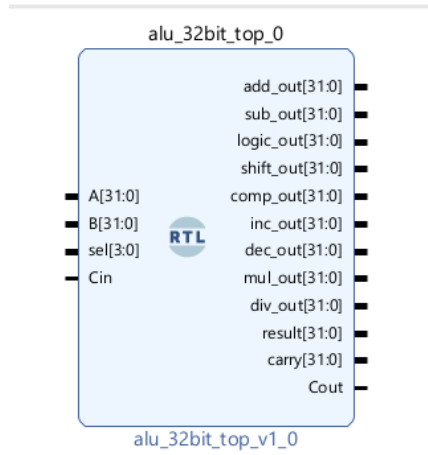 alu_32bit_top_0
add_out[31:0]
sub_out[31:0]
logic_out[31:0]
shift_out[31:0]
A[31:0] comp_out[31:0]
B[31:0] inc_out[31:0]
RTL
sel[3:0] dec_out[31:0]
Cin mul_out[31:0]
div_out[31:0]
result[31:0]
carry[31:0]
Cout
alu_32bit_top_v1_0